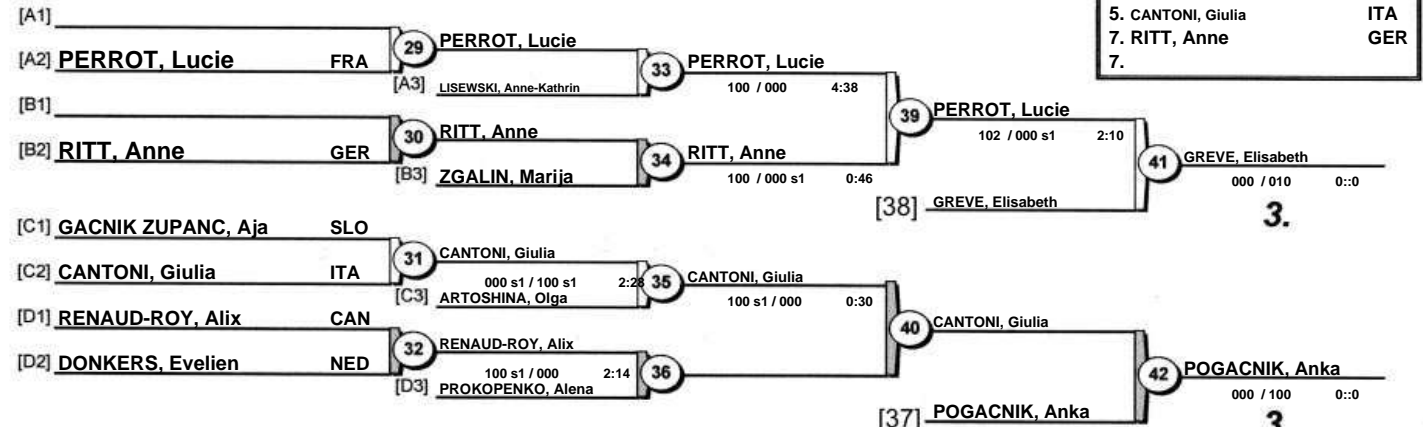 5. CANTONI, Giulia ITA
7. RITT, Anne GER
7.
[A1]
[A2] PERROT, Lucie FRA
29
PERROT, Lucie
[A3] LISEWSKI, Anne-Kathrin
33
PERROT, Lucie
100 / 000 4:38
[B1]
[B2] RITT, Anne GER
30
RITT, Anne
[B3] ZGALIN, Marija
34
RITT, Anne
100 / 000 s1 0:46
39
PERROT, Lucie
102 / 000 s1 2:10
[38] GREVE, Elisabeth
41
GREVE, Elisabeth
000 / 010 0::0
3.
[C1] GACNIK ZUPANC, Aja SLO
[C2] CANTONI, Giulia ITA
31
CANTONI, Giulia
000 s1 / 100 s1 2:28
[C3] ARTOSHINA, Olga
35
CANTONI, Giulia
100 s1 / 000 0:30
[D1] RENAUD-ROY, Alix CAN
[D2] DONKERS, Evelien NED
32
RENAUD-ROY, Alix
100 s1 / 000 2:14
[D3] PROKOPENKO, Alena
36
40
CANTONI, Giulia
[37] POGACNIK, Anka
42
POGACNIK, Anka
000 / 100 0::0
3.